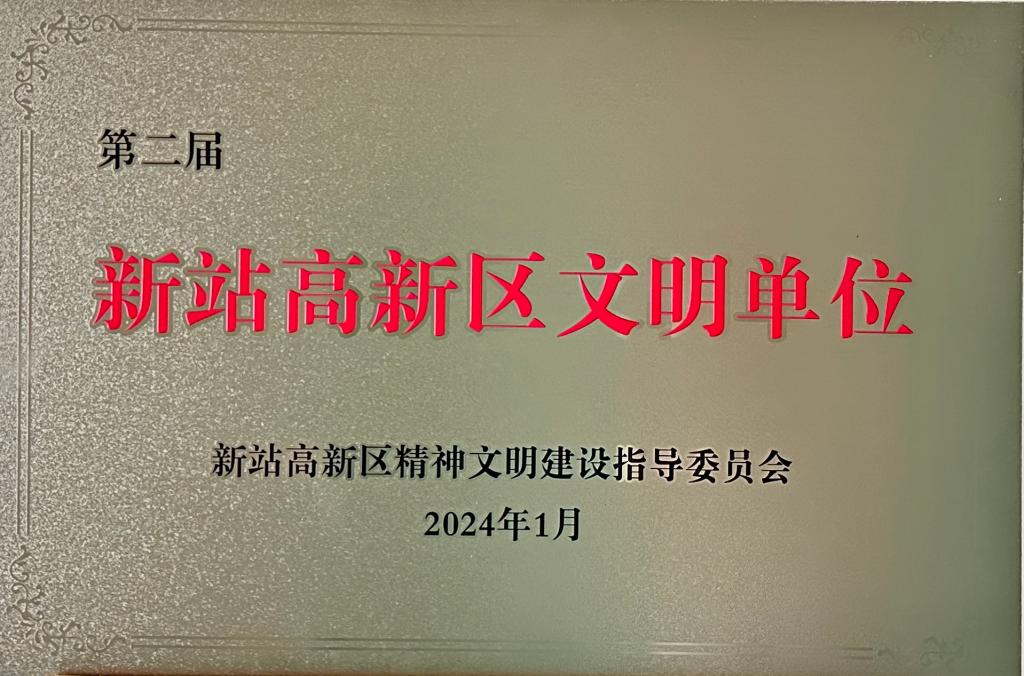 第二届
新站高新区文明单位
新站高新区精神文明建设指导委员会
2024年1月